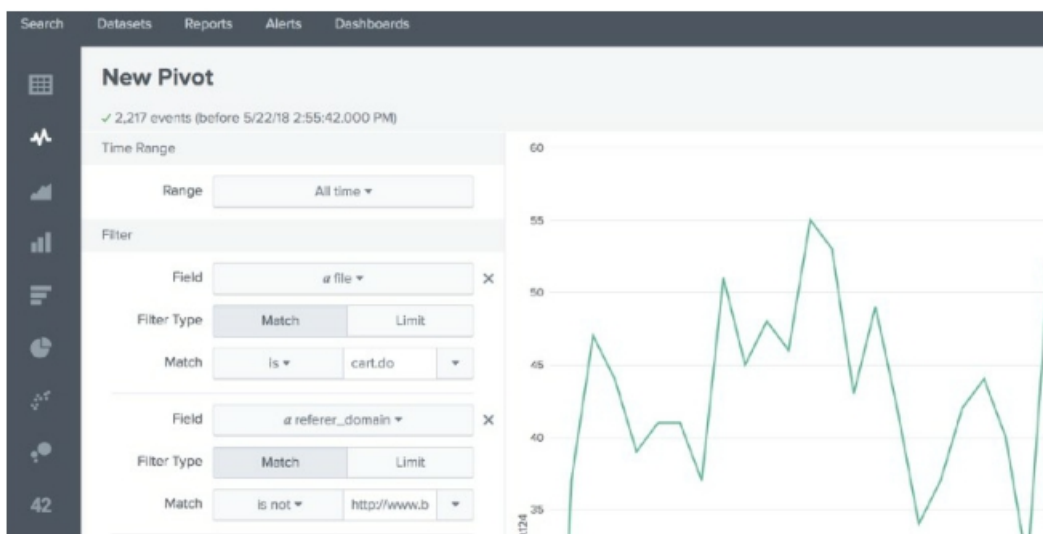 Search Datasets Reports Alerts Dashboards
New Pivot
✓ 2,217 events (before 5/22/18 2:55:42.000 PM)
Time Range
Range All time
Filter
Field a file
Filter Type Match Limit
Match is cart.do
Field a referer_domain
Filter Type Match Limit
Match is not http://www.b
42
60
55
50
45
40
35